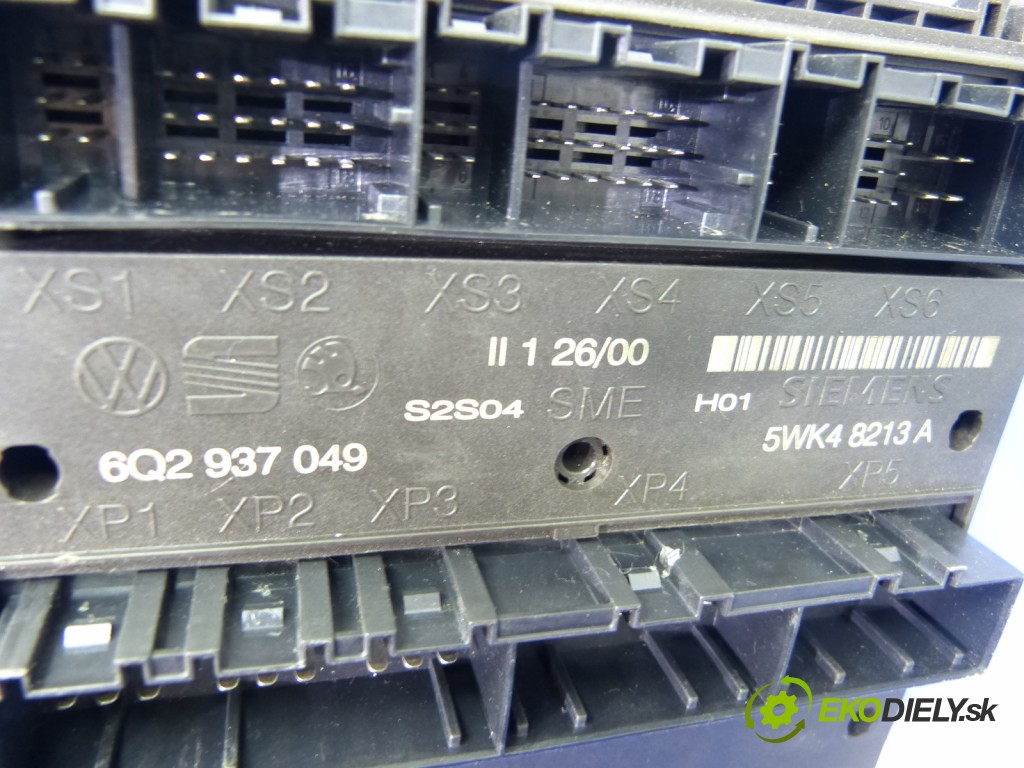 XS1 XS2 XS3 XS4 XS5 XS6
II 1 26/00
S2S04 SME H01 SIEMENS
6Q2 937 049 5WK4 8213 A
XP1 XP2 XP3 XP4 XP5
EKODIELY.sk